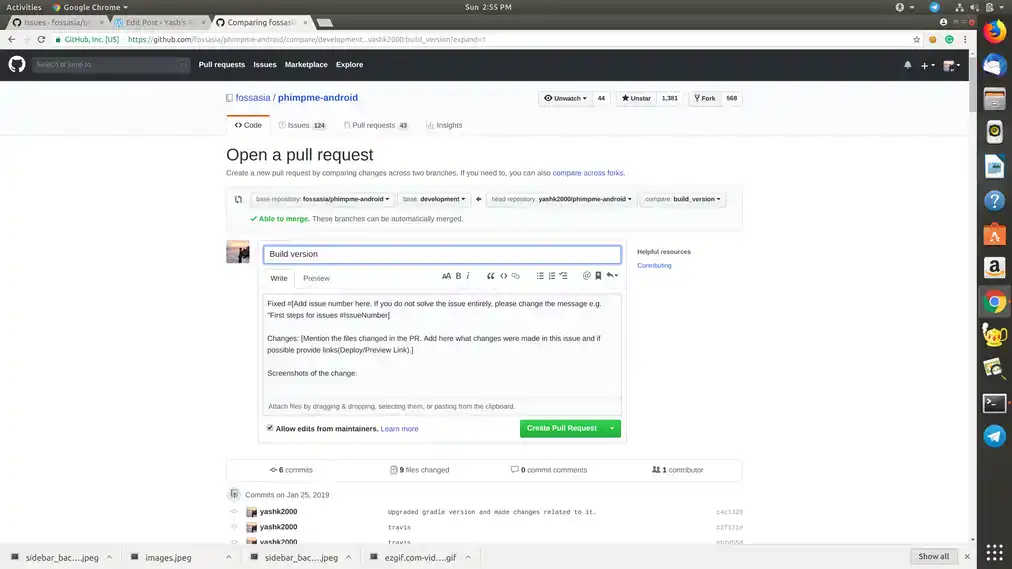 Activities Google Chrome Sun 2:55 PM
Issues - fossasia/p Edit Post ‹ Yash's Comparing fossasi
GitHub, Inc. [US] https://github.com/fossasia/phimpme-android/compare/development...yashk2000:build_version?expand=1
Search or jump to... / Pull requests Issues Marketplace Explore
fossasia / phimpme-android Unwatch 44 Unstar 1,381 Fork 568
Code Issues 124 Pull requests 43 Insights
Open a pull request
Create a new pull request by comparing changes across two branches. If you need to, you can also compare across forks.
base repository: fossasia/phimpme-android base: development head repository: yashk2000/phimpme-android compare: build_version
Able to merge. These branches can be automatically merged.
Build version
Helpful resources
Contributing
Write Preview
Fixed #[Add issue number here. If you do not solve the issue entirely, please change the message e.g.
"First steps for issues #IssueNumber]
Changes: [Mention the files changed in the PR. Add here what changes were made in this issue and if
possible provide links(Deploy/Preview Link).]
Screenshots of the change:
Attach files by dragging & dropping, selecting them, or pasting from the clipboard.
Allow edits from maintainers. Learn more Create Pull Request
6 commits 9 files changed 0 commit comments 1 contributor
Commits on Jan 25, 2019
yashk2000 Upgraded gradle version and made changes related to it. c4c1320
yashk2000 travis c2f171e
yashk2000 travis
sidebar_bac....jpeg images.jpeg sidebar_bac....jpeg ezgif.com-vid....gif Show all